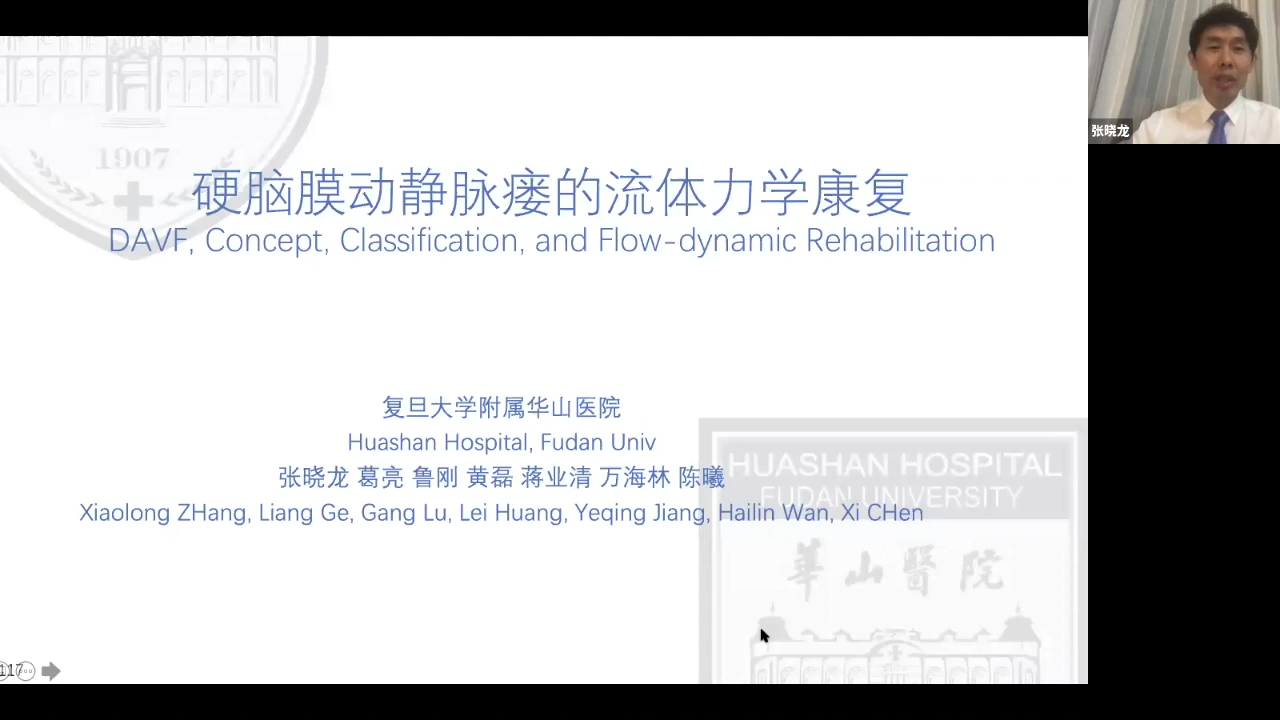 1907
硬脑膜动静脉瘘的流体力学康复
DAVF, Concept, Classification, and Flow-dynamic Rehabilitation
张晓龙
复旦大学附属华山医院
Huashan Hospital, Fudan Univ
张晓龙 葛亮 鲁刚 黄磊 蒋业清 万海林 陈曦
Xiaolong ZHang, Liang Ge, Gang Lu, Lei Huang, Yeqing Jiang, Hailin Wan, Xi CHen
HUASHAN HOSPITAL
FUDAN UNIVERSITY
華山醫院
117